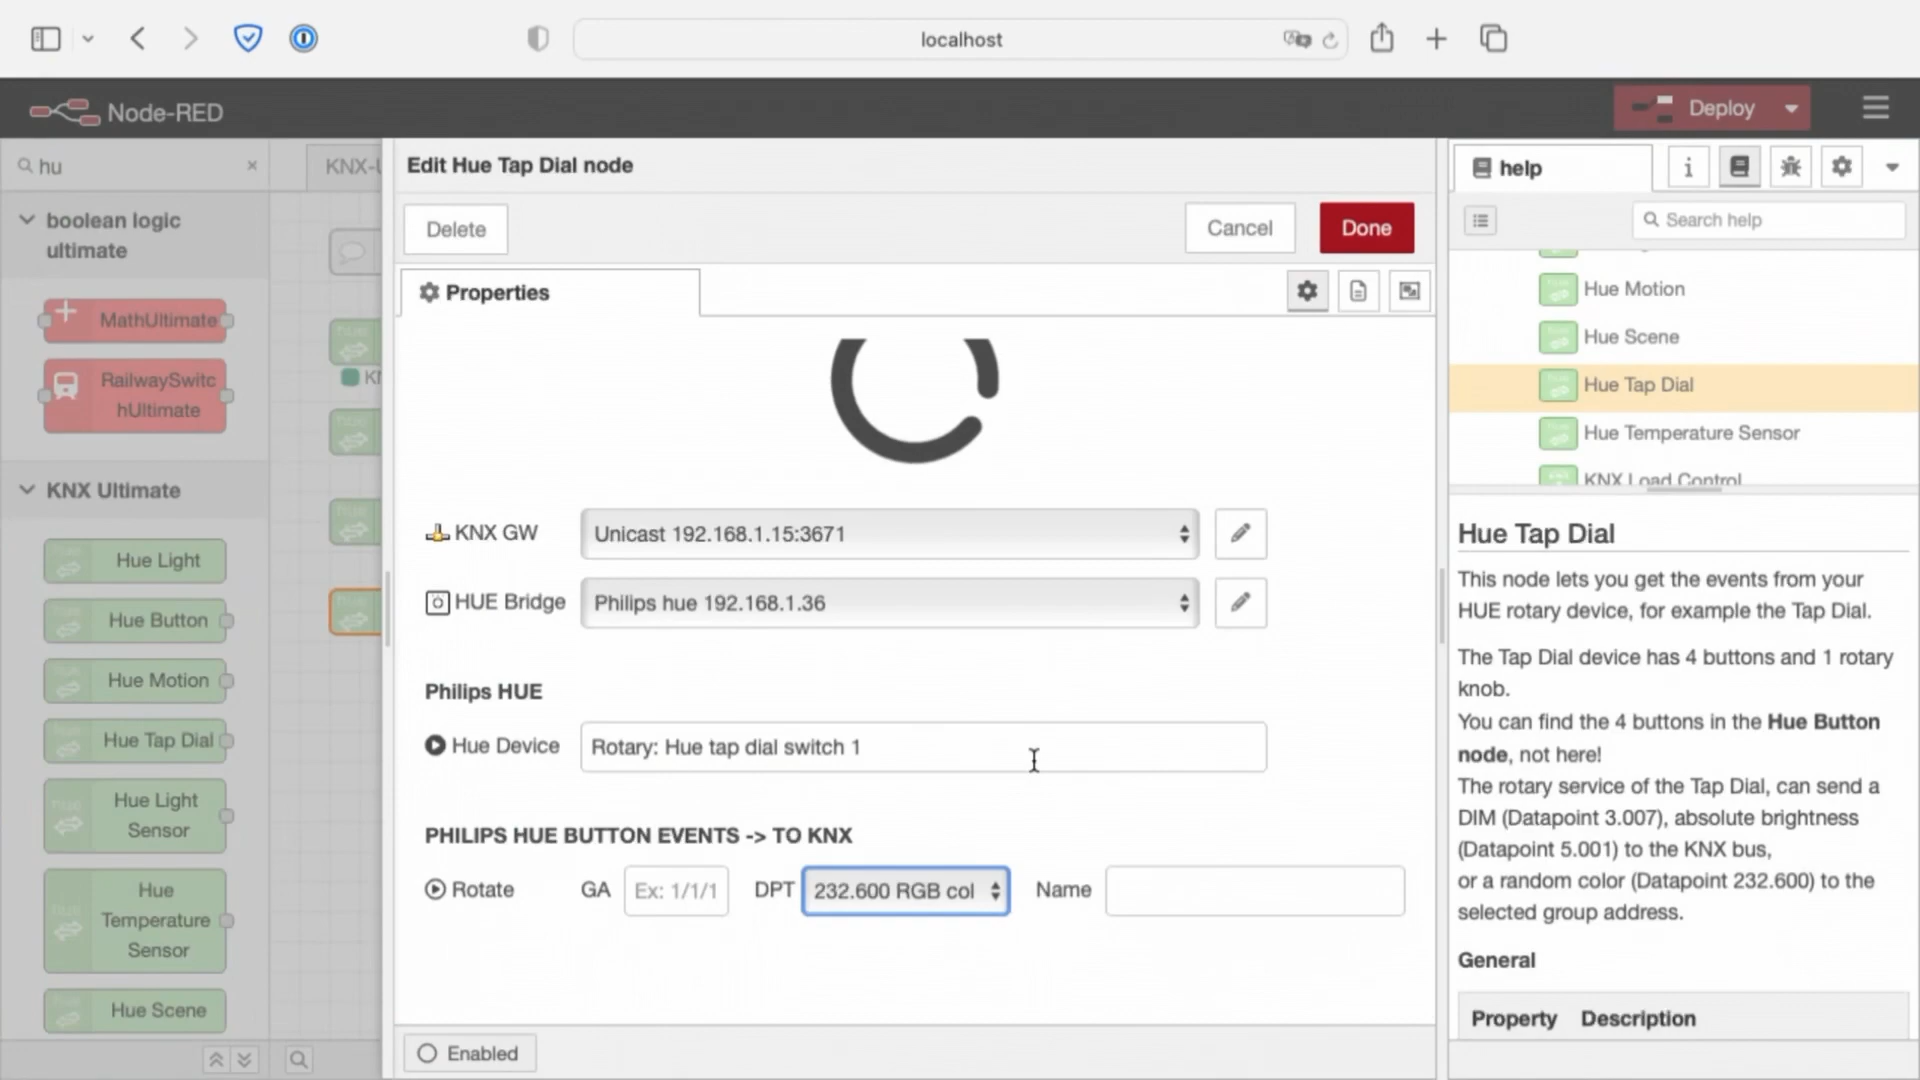 localhost
Node-RED
Deploy
hu
×
boolean logic
ultimate
MathUltimate
RailwaySwitc
hUltimate
KNX Ultimate
Hue Light
Hue Button
Hue Motion
Hue Tap Dial
Hue Light
Sensor
Hue
Temperature
Sensor
Hue Scene
KNX-U
Edit Hue Tap Dial node
Delete
Cancel
Done
Properties
KNX GW
Unicast 192.168.1.15:3671
HUE Bridge
Philips hue 192.168.1.36
Philips HUE
Hue Device
Rotary: Hue tap dial switch 1
PHILIPS HUE BUTTON EVENTS -> TO KNX
Rotate GA Ex: 1/1/1 DPT 232.600 RGB col Name
Enabled
help
Search help
Hue Motion
Hue Scene
Hue Tap Dial
Hue Temperature Sensor
KNX Load Control
Hue Tap Dial
This node lets you get the events from your
HUE rotary device, for example the Tap Dial.
The Tap Dial device has 4 buttons and 1 rotary
knob.
You can find the 4 buttons in the Hue Button
node, not here!
The rotary service of the Tap Dial, can send a
DIM (Datapoint 3.007), absolute brightness
(Datapoint 5.001) to the KNX bus,
or a random color (Datapoint 232.600) to the
selected group address.
General
Property Description